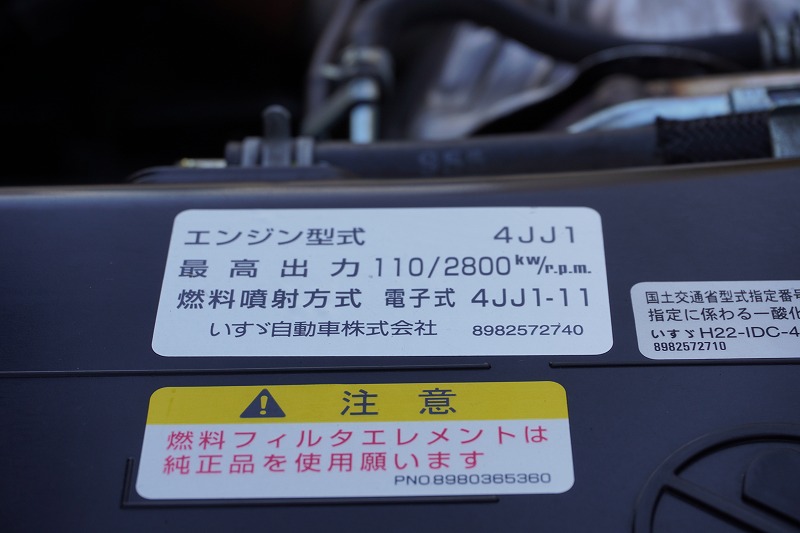 エンジン型式 4JJ1
最高出力 110/2800kw/r.p.m.
燃料噴射方式 電子式 4JJ1-11
いすゞ自動車株式会社 8982572740
国土交通省型式指定番号
指定に係わる一酸化
いすゞH22-IDC-4
8982572710
注意
燃料フィルタエレメントは
純正品を使用願います
PNO8980365360